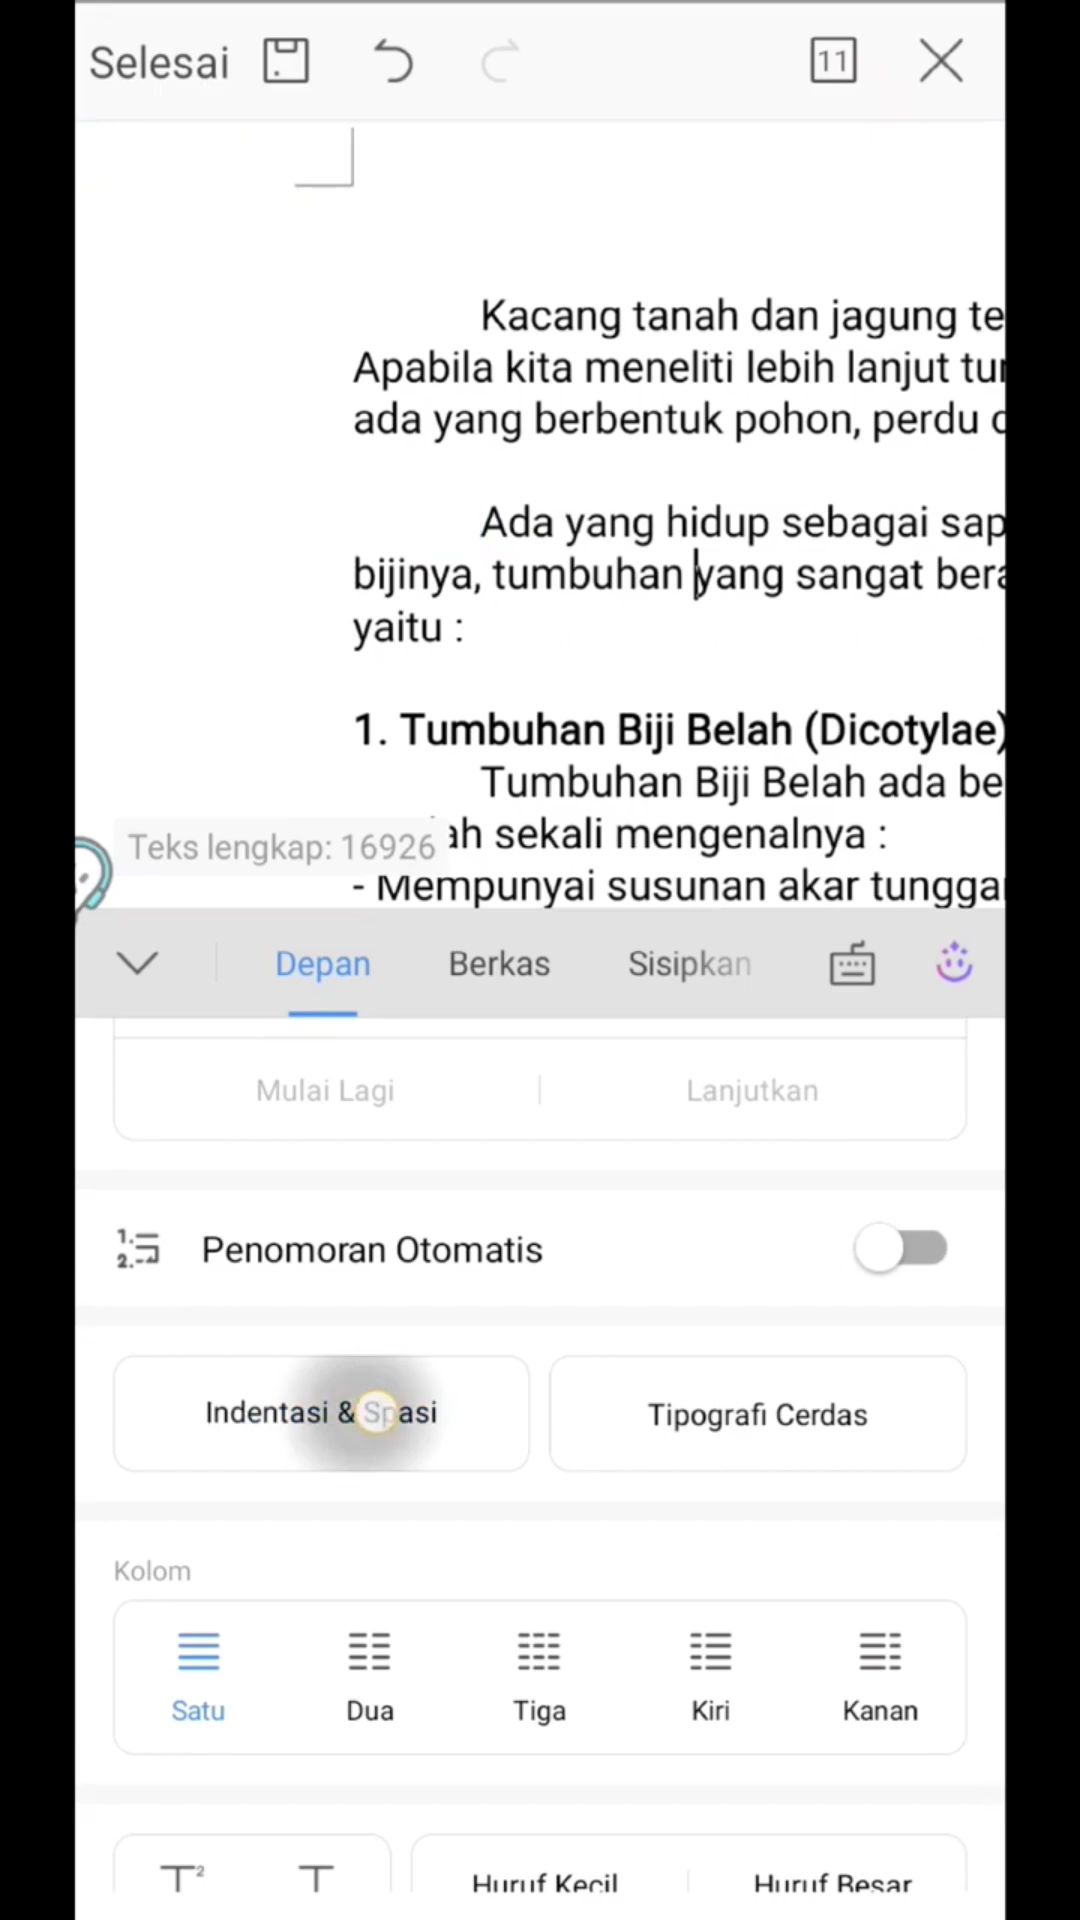 Selesai
11
Kacang tanah dan jagung te
Apabila kita meneliti lebih lanjut tur
ada yang berbentuk pohon, perdu d
Ada yang hidup sebagai sap
bijinya, tumbuhan yang sangat bera
yaitu :
1. Tumbuhan Biji Belah (Dicotylae)
Tumbuhan Biji Belah ada be
ah sekali mengenalnya :
Teks lengkap: 16926
- Mempunyai susunan akar tunggan
Depan Berkas Sisipkan
Mulai Lagi Lanjutkan
Penomoran Otomatis
Indentasi & Spasi Tipografi Cerdas
Kolom
Satu Dua Tiga Kiri Kanan
Huruf Kecil Huruf Besar